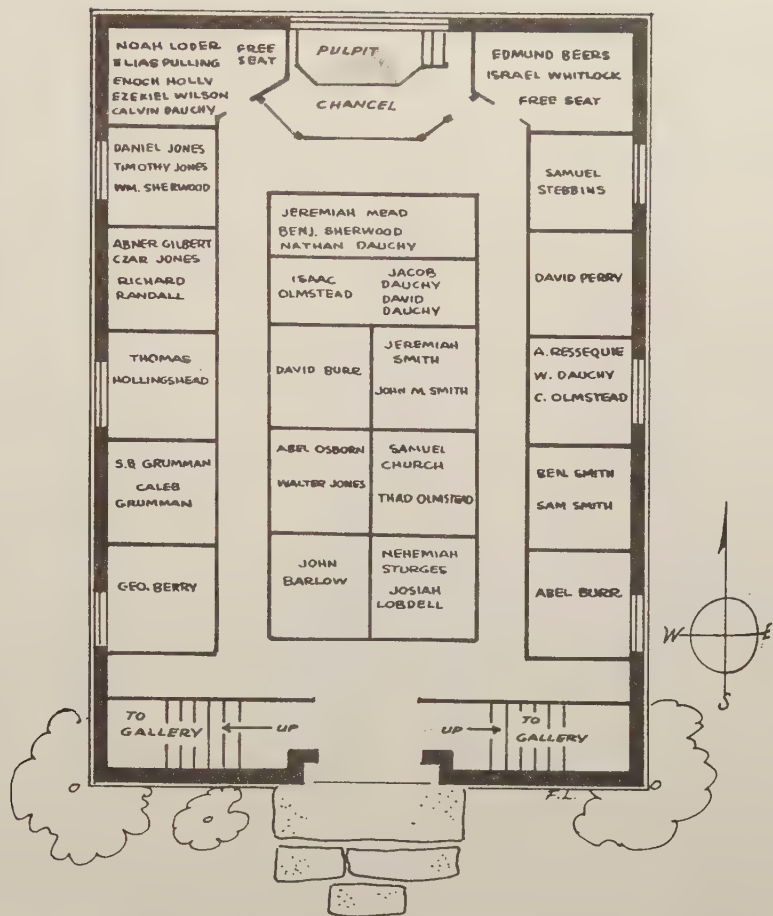 NOAH LODER
ELIAS PULLING
ENOCH HOLLY
EZEKIEL WILSON
CALVIN DAUCHY
FREE
SEAT
PULPIT
CHANCEL
EDMUND BEERS
ISRAEL WHITLOCK
FREE SEAT
DANIEL JONES
TIMOTHY JONES
WM. SHERWOOD
ABNER GILBERT
CZAR JONES
RICHARD
RANDALL
THOMAS
HOLLINGSHEAD
S.B. GRUMMAN
CALEB
GRUMMAN
GEO. BERRY
JEREMIAH MEAD
BENJ. SHERWOOD
NATHAN DAUCHY
ISAAC
OLMSTEAD
JACOB
DAUCHY
DAVID
DAUCHY
DAVID BURR
JEREMIAH
SMITH
JOHN M. SMITH
ABEL OSBORN
WALTER JONES
SAMUEL
CHURCH
THAD OLMSTEAD
JOHN
BARLOW
NEHEMIAH
STURGES
JOSIAH
LOBDELL
SAMUEL
STEBBINS
DAVID PERRY
A. RESSEQUIE
W. DAUCHY
C. OLMSTEAD
BEN. SMITH
SAM SMITH
ABEL BURR
TO
GALLERY
UP
UP
TO
GALLERY
F.L.
W
E
S